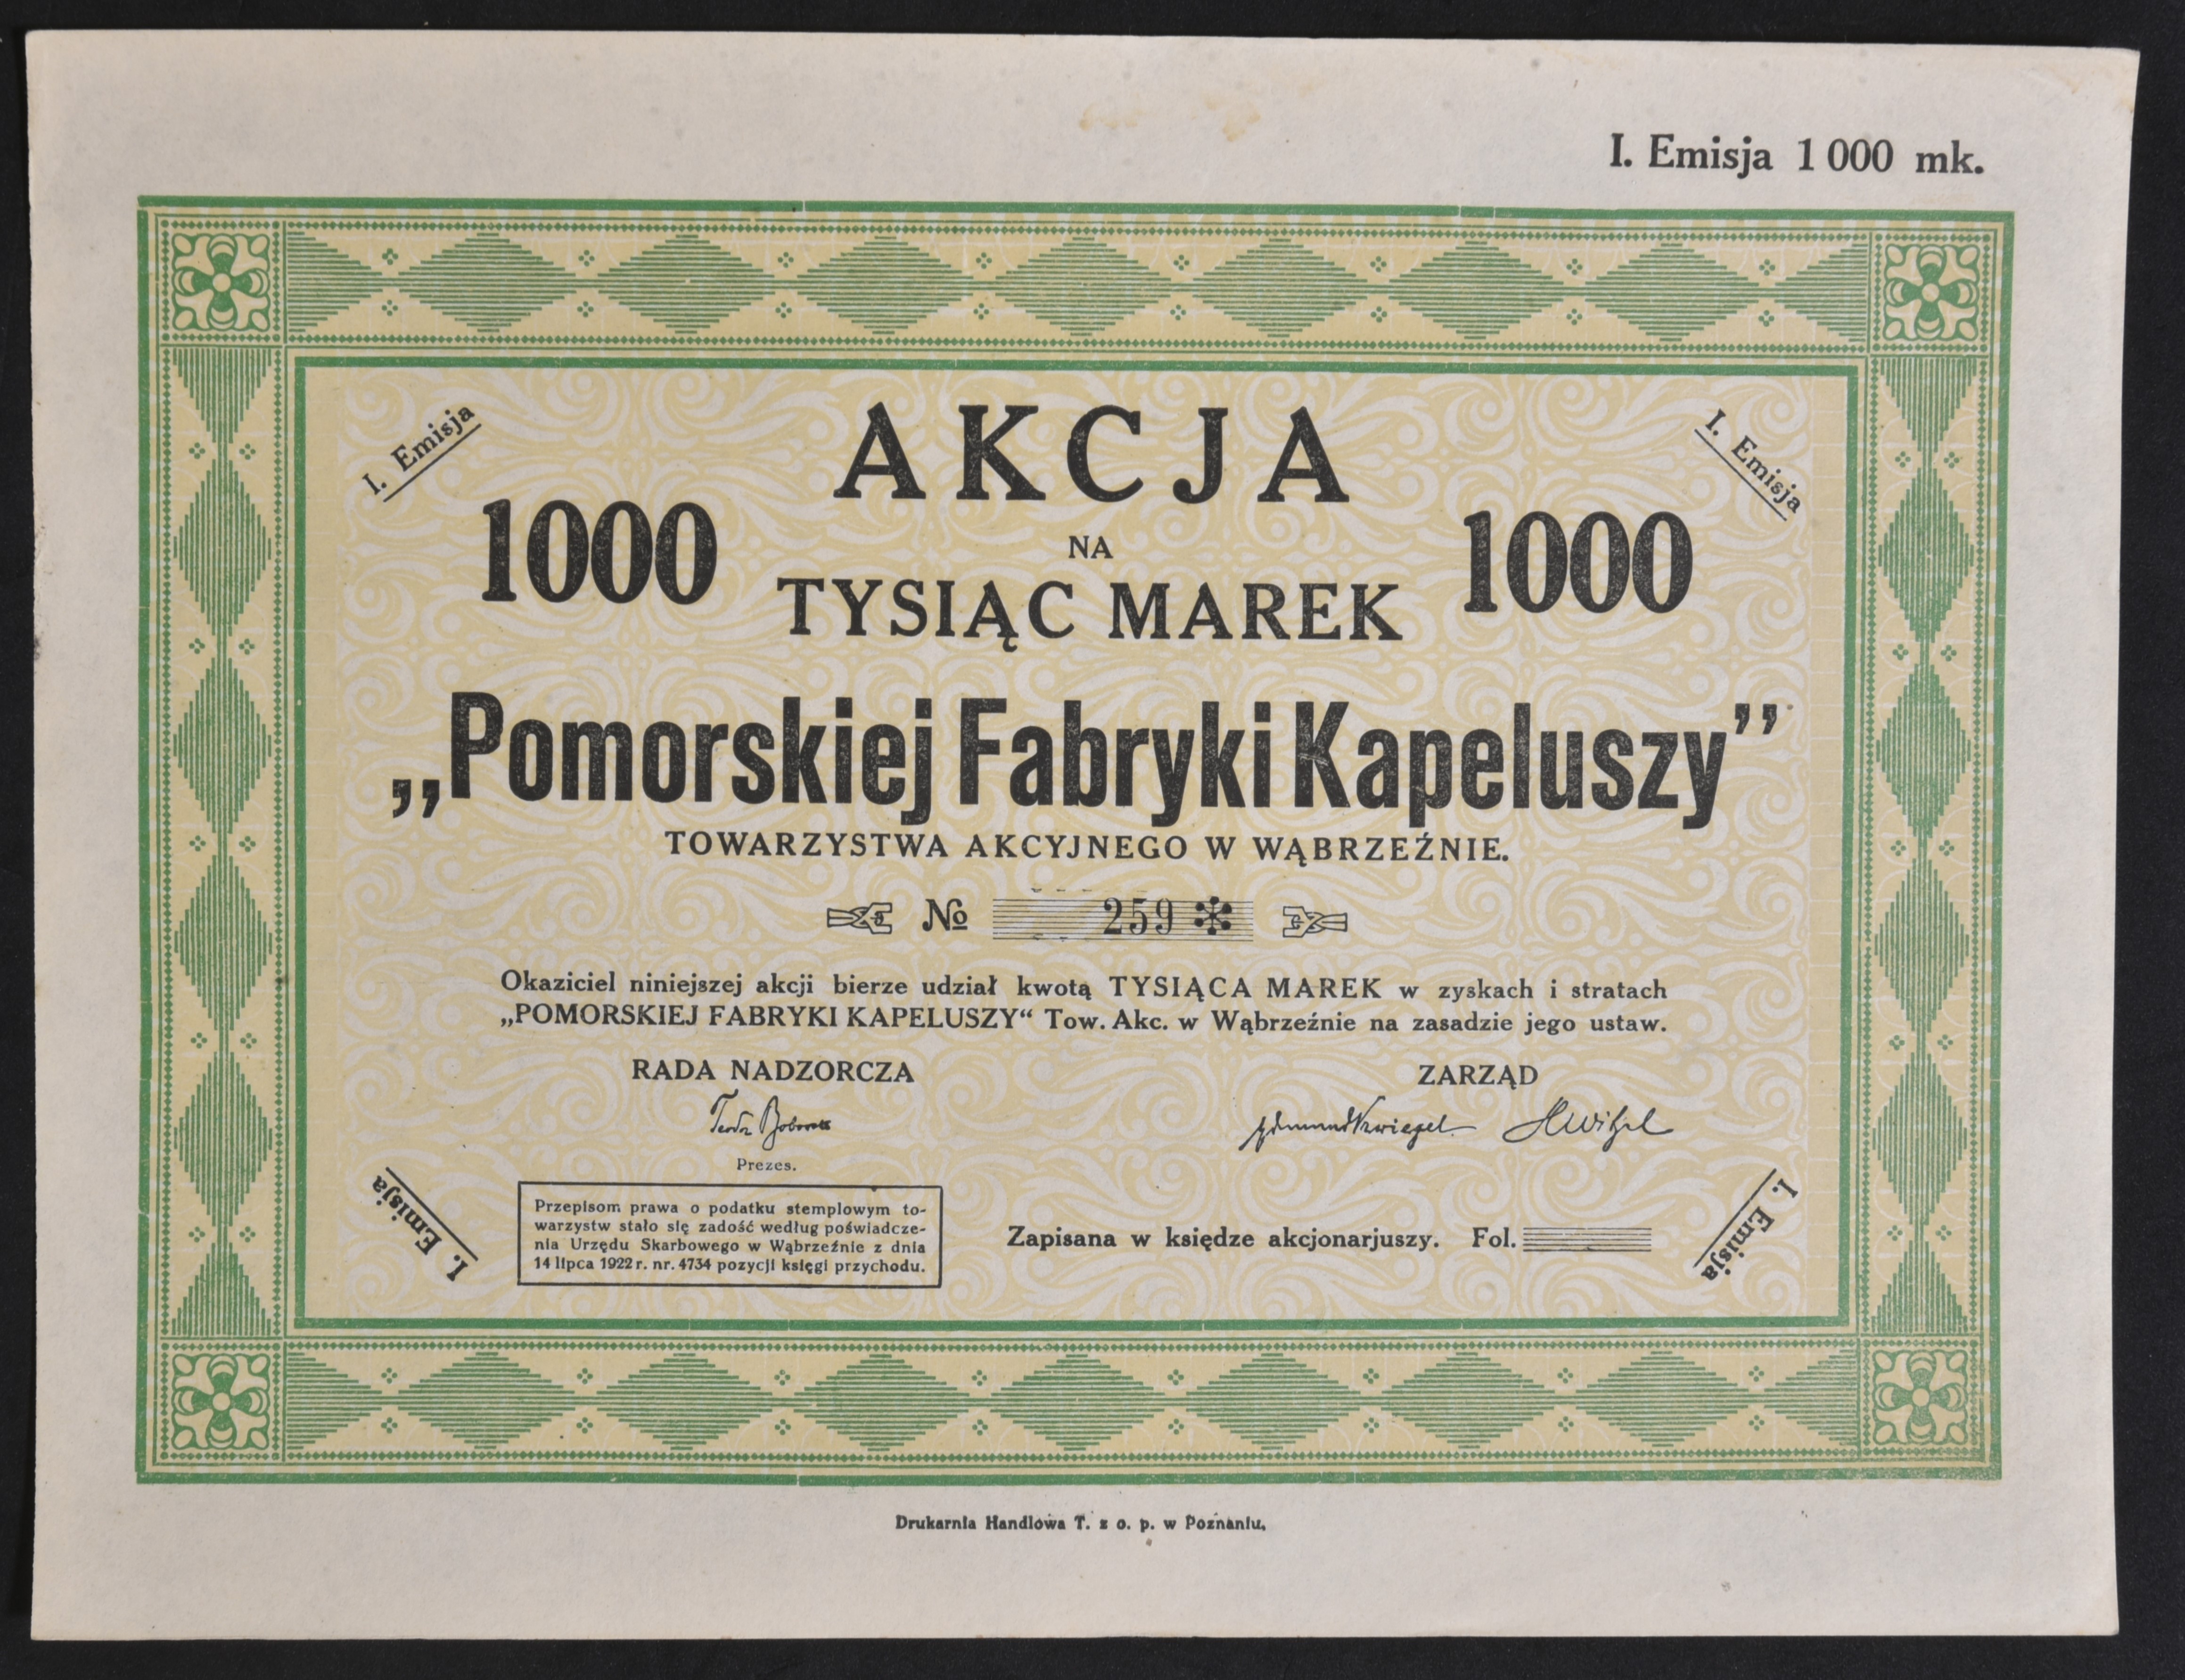 I. Emisja 1000 mk.
I. Emisja
I. Emisja
AKCJA
1000
1000
NA
TYSIĄC MAREK
„Pomorskiej Fabryki Kapeluszy”
TOWARZYSTWA AKCYJNEGO W WĄBRZEŹNIE.
№ 259
Okaziciel niniejszej akcji bierze udział kwotą TYSIĄCA MAREK w zyskach i stratach
„POMORSKIEJ FABRYKI KAPELUSZY“ Tow. Akc. w Wąbrzeźnie na zasadzie jego ustaw.
RADA NADZORCZA
ZARZĄD
Prezes.
Przepisom prawa o podatku stemplowym to-
warzystw stało się zadość według poświadcze-
nia Urzędu Skarbowego w Wąbrzeźnie z dnia
14 lipca 1922 r. nr. 4734 pozycji księgi przychodu.
Zapisana w księdze akcjonarjuszy. Fol.
I. Emisja
I. Emisja
Drukarnia Handlowa T. z o. p. w Poznaniu.